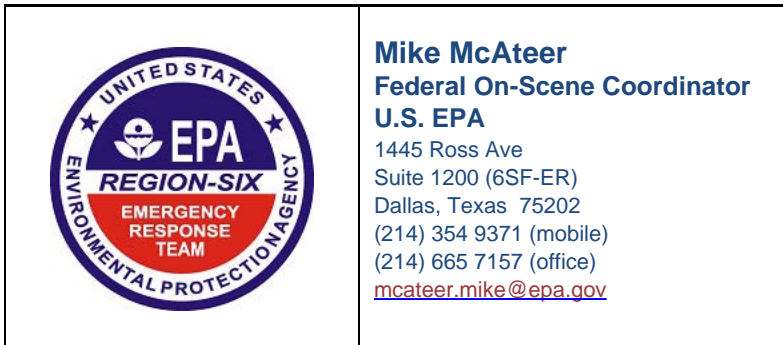 UNITED STATES
EPA
REGION-SIX
EMERGENCY
RESPONSE
TEAM
ENVIRONMENTAL PROTECTION AGENCY
Mike McAteer
Federal On-Scene Coordinator
U.S. EPA
1445 Ross Ave
Suite 1200 (6SF-ER)
Dallas, Texas  75202
(214) 354 9371 (mobile)
(214) 665 7157 (office)
mcateer.mike@epa.gov